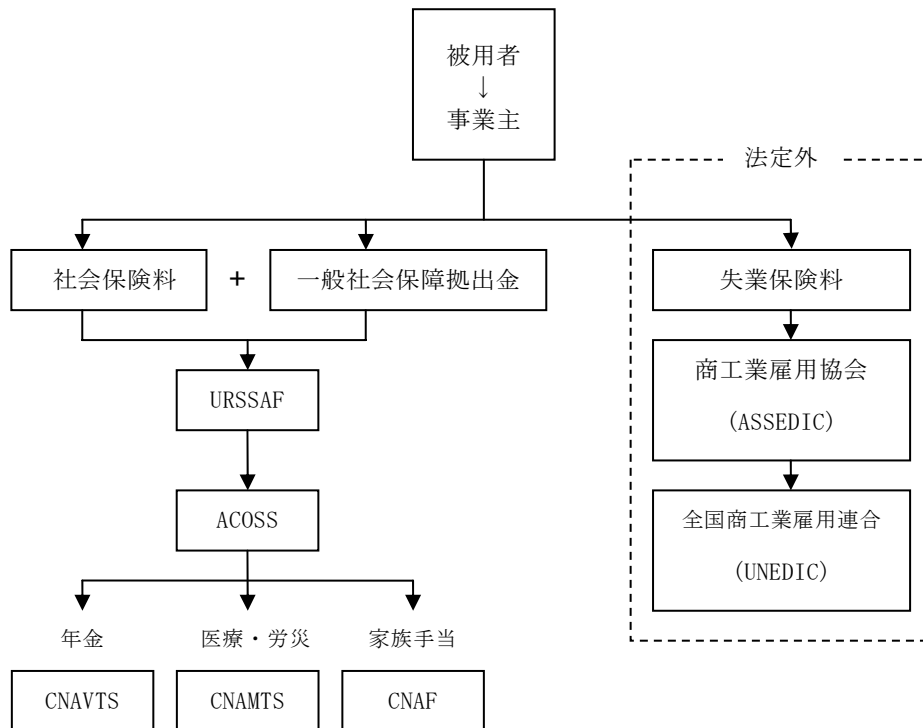 被用者
↓
事業主
法定外
社会保険料 + 一般社会保障拠出金 失業保険料
URSSAF
商工業雇用協会
(ASSEDIC)
ACOSS
全国商工業雇用連合
(UNEDIC)
年金 医療・労災 家族手当
CNAVTS CNAMTS CNAF